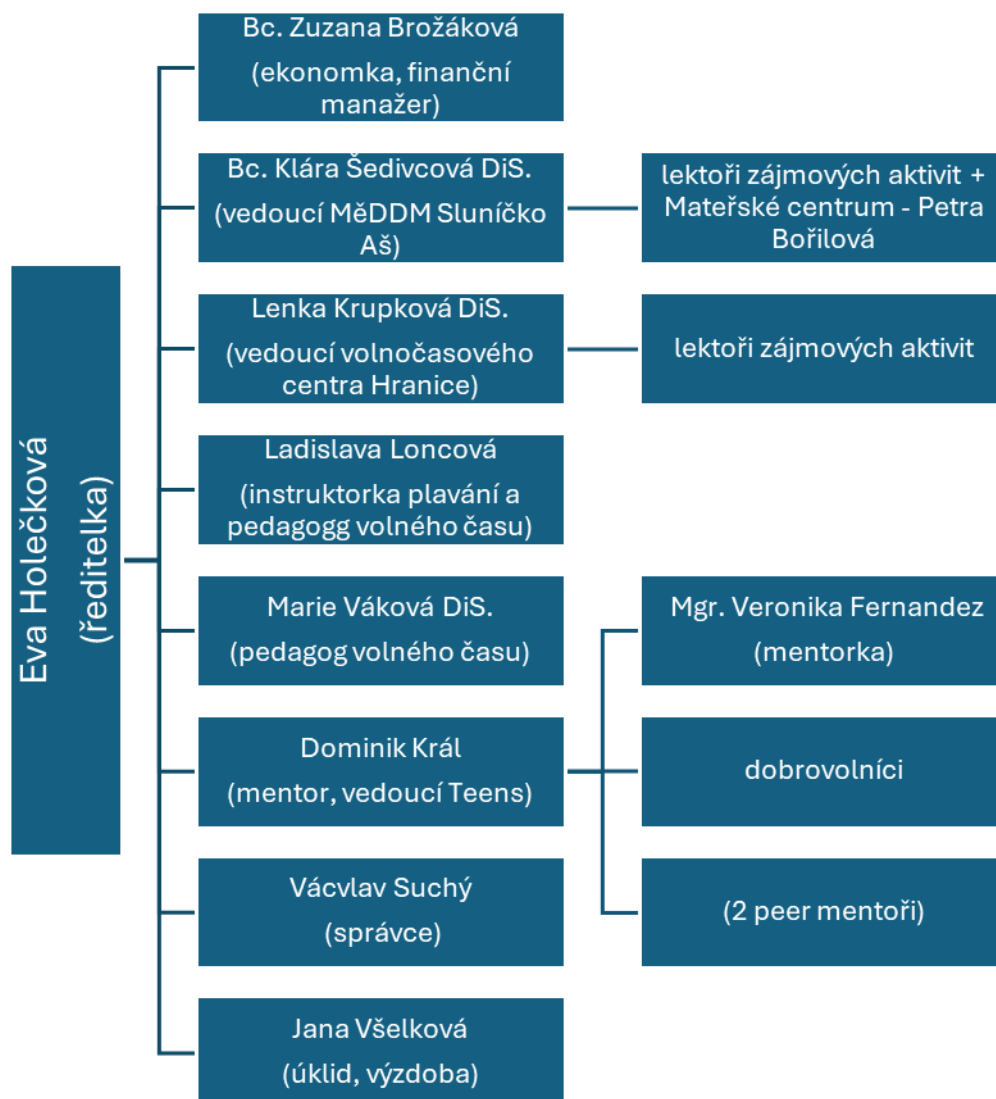 Eva Holečková
(ředitelka)
Bc. Zuzana Brožáková
(ekonomka, finanční
manažer)
Bc. Klára Šedivcová DiS.
(vedoucí MěDDM Sluníčko
Aš)
lektoři zájmových aktivit +
Mateřské centrum - Petra
Bořilová
Lenka Krupková DiS.
(vedoucí volnočasového
centra Hranice)
lektoři zájmových aktivit
Ladislava Loncová
(instruktorka plavání a
pedagogg volného času)
Marie Váková DiS.
(pedagog volného času)
Dominik Král
(mentor, vedoucí Teens)
Mgr. Veronika Fernandez
(mentorka)
dobrovolníci
(2 peer mentoři)
Vácvlav Suchý
(správce)
Jana Všelková
(úklid, výzdoba)